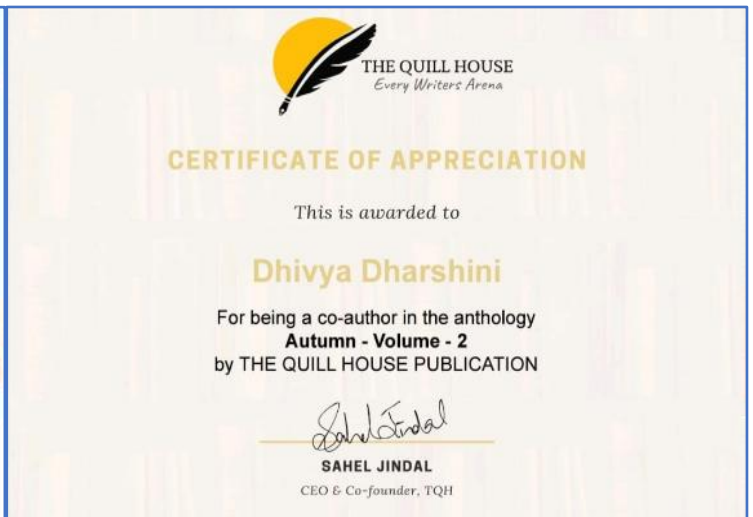 THE QUILL HOUSE
Every Writers Arena
CERTIFICATE OF APPRECIATION
This is awarded to
Dhivya Dharshini
For being a co-author in the anthology
Autumn - Volume - 2
by THE QUILL HOUSE PUBLICATION
Sahel Jindal
SAHEL JINDAL
CEO & Co-founder, TQH